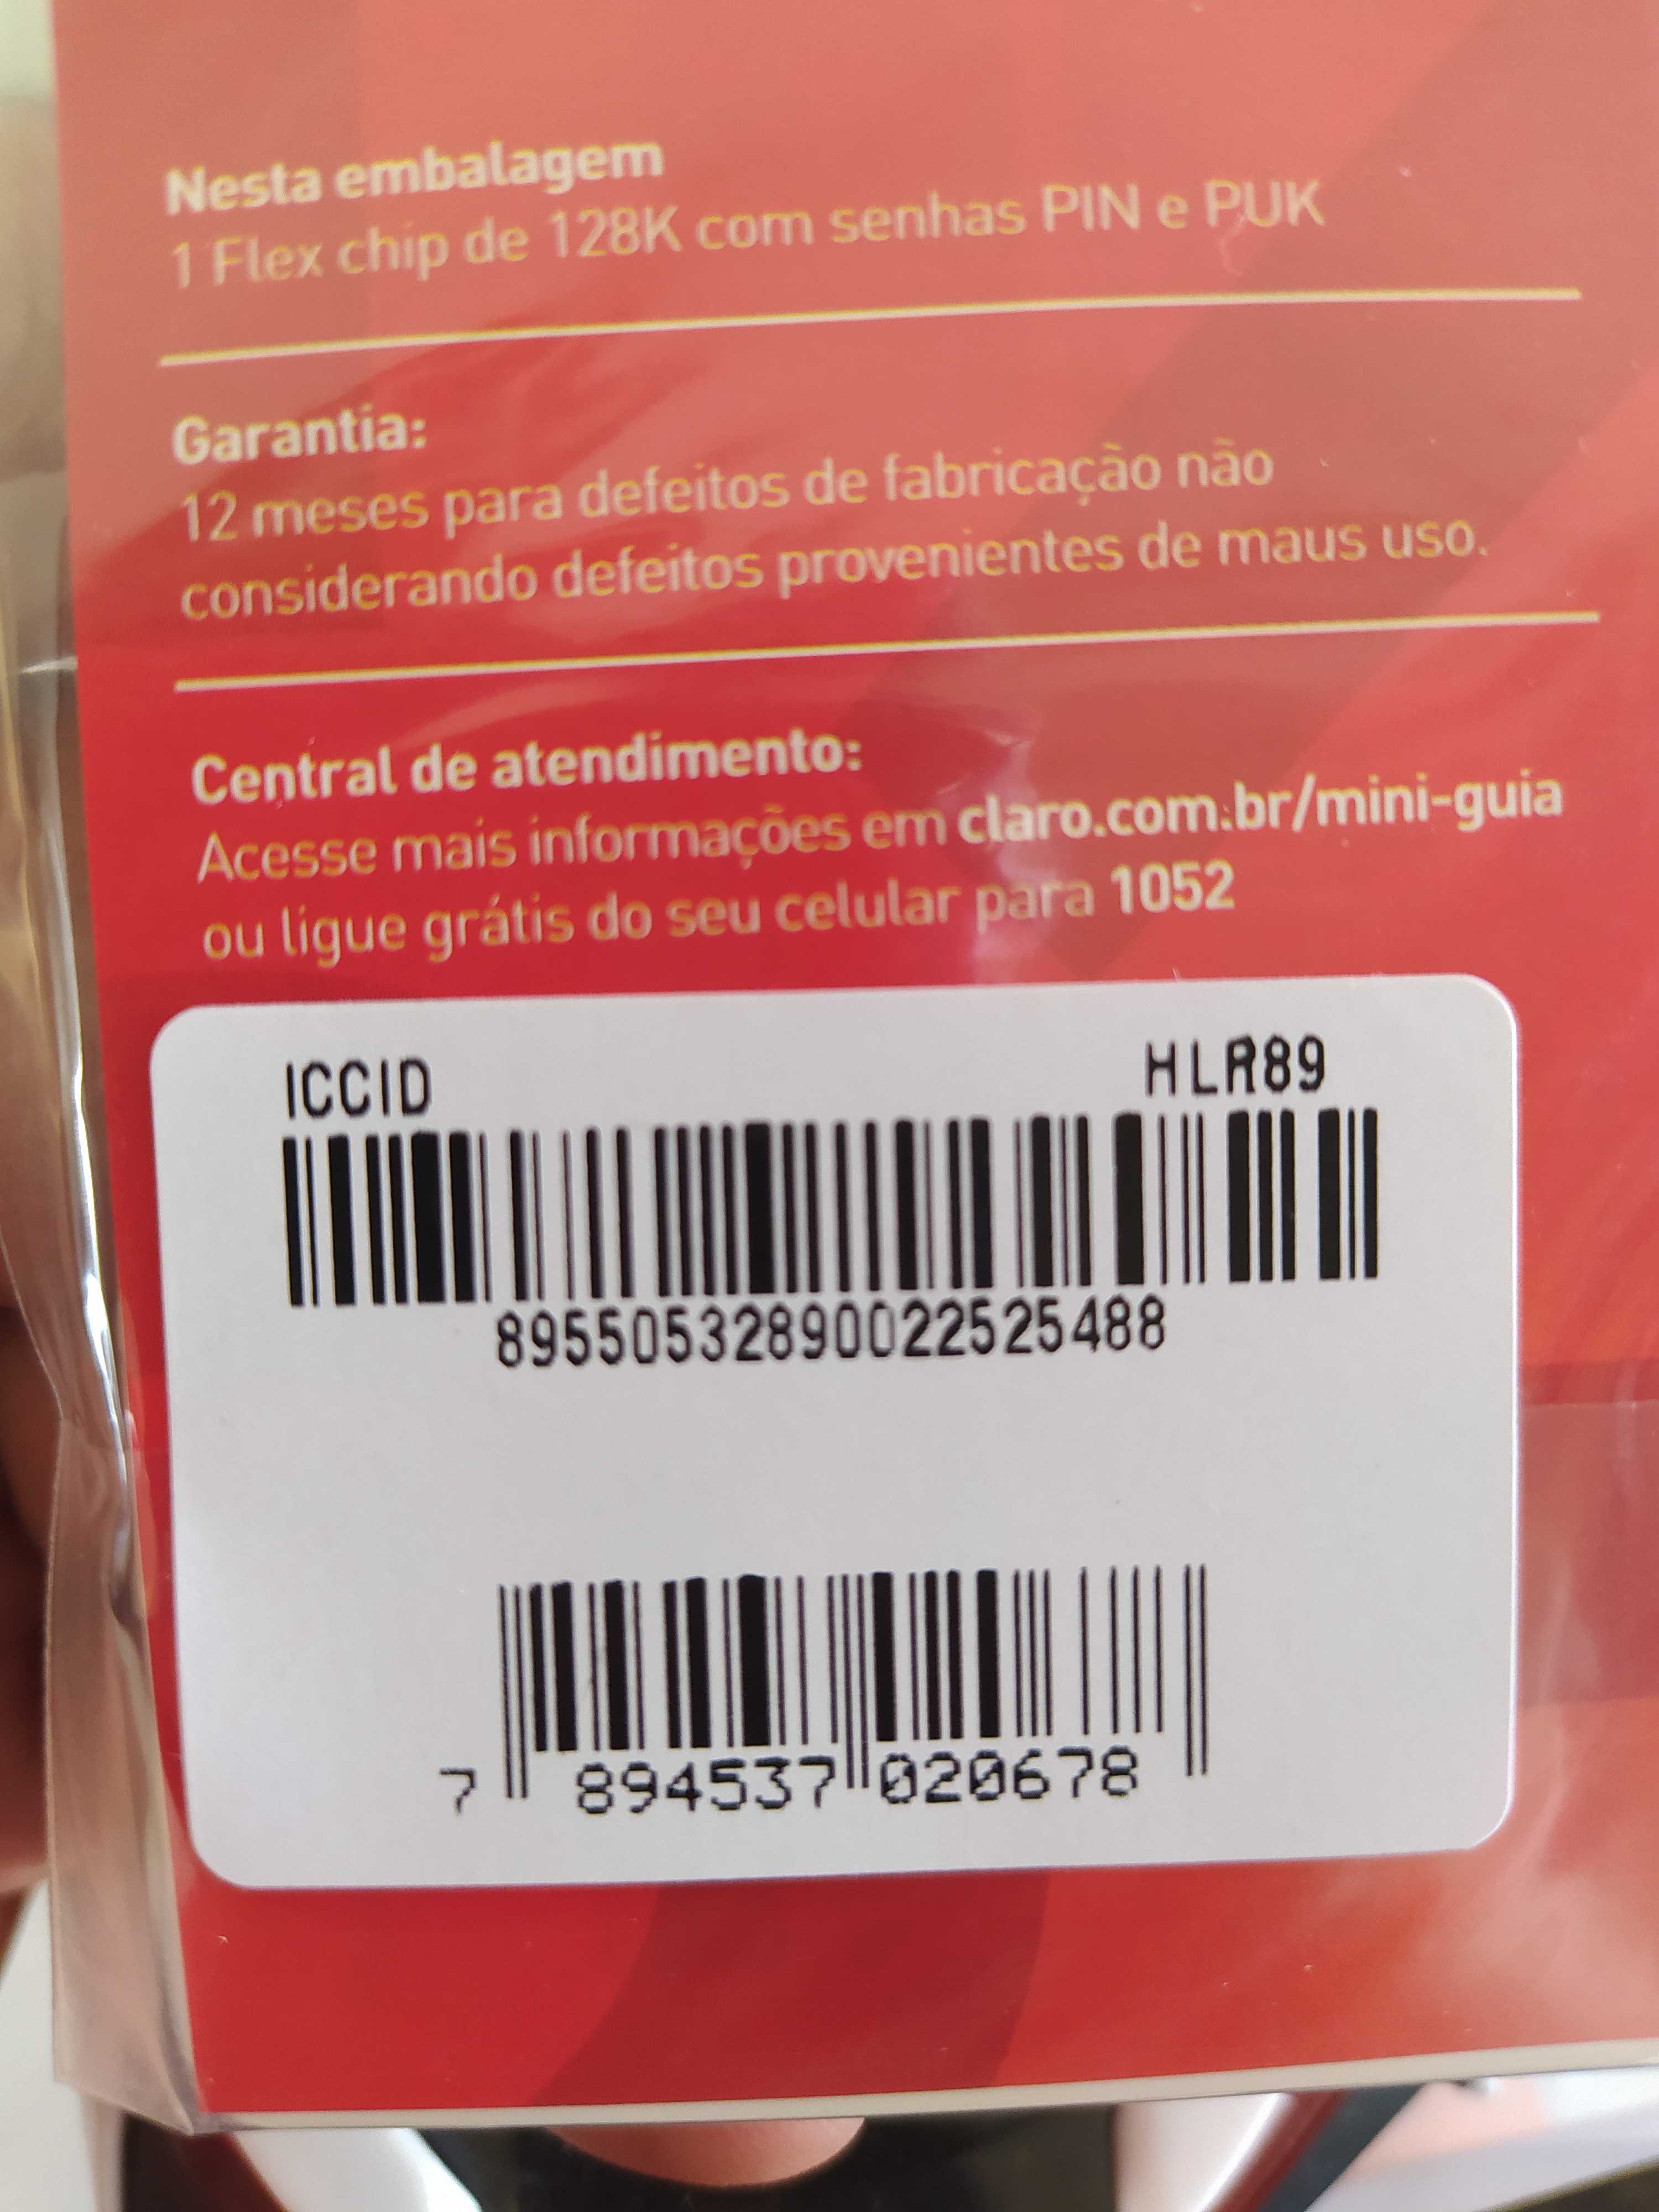 Nesta embalagem
1 Flex chip de 128K com senhas PIN e PUK
Garantia:
12 meses para defeitos de fabricação não
considerando defeitos provenientes de maus uso.
Central de atendimento:
Acesse mais informações em claro.com.br/mini-guia
ou ligue grátis do seu celular para 1052
ICCID HLR89
89550532890022525488
7 894537 020678